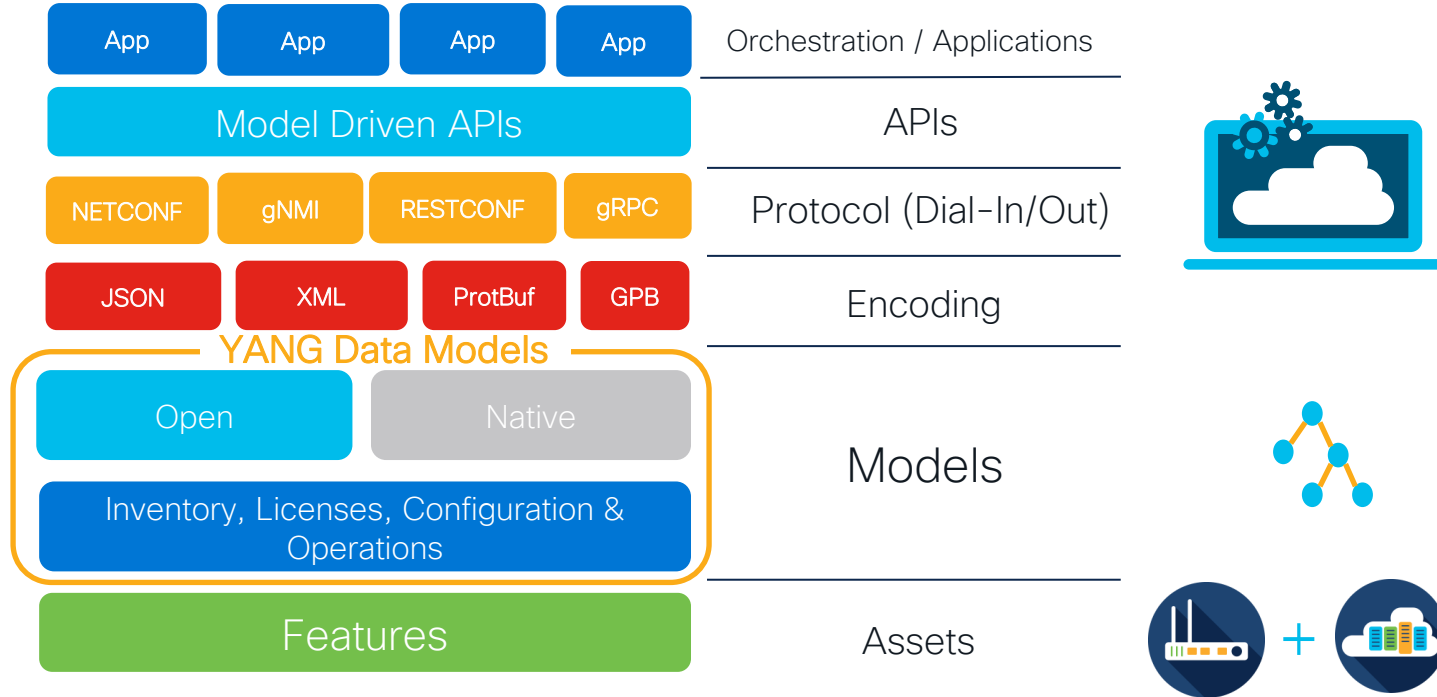 App App App App Orchestration / Applications
Model Driven APIs APIs
NETCONF gNMI RESTCONF gRPC Protocol (Dial-In/Out)
JSON XML ProtBuf GPB Encoding
YANG Data Models
Open Native
Models
Inventory, Licenses, Configuration &
Operations
Features Assets